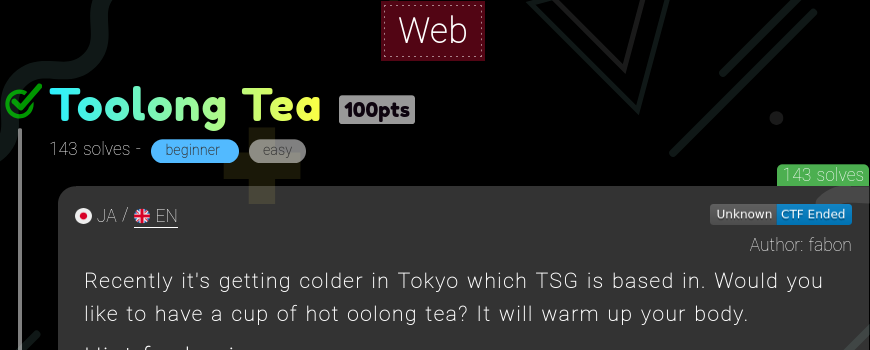 Web
Toolong Tea 100pts
143 solves - beginner easy
143 solves
JA / EN
Unknown CTF Ended
Author: fabon
Recently it's getting colder in Tokyo which TSG is based in. Would you
like to have a cup of hot oolong tea? It will warm up your body.